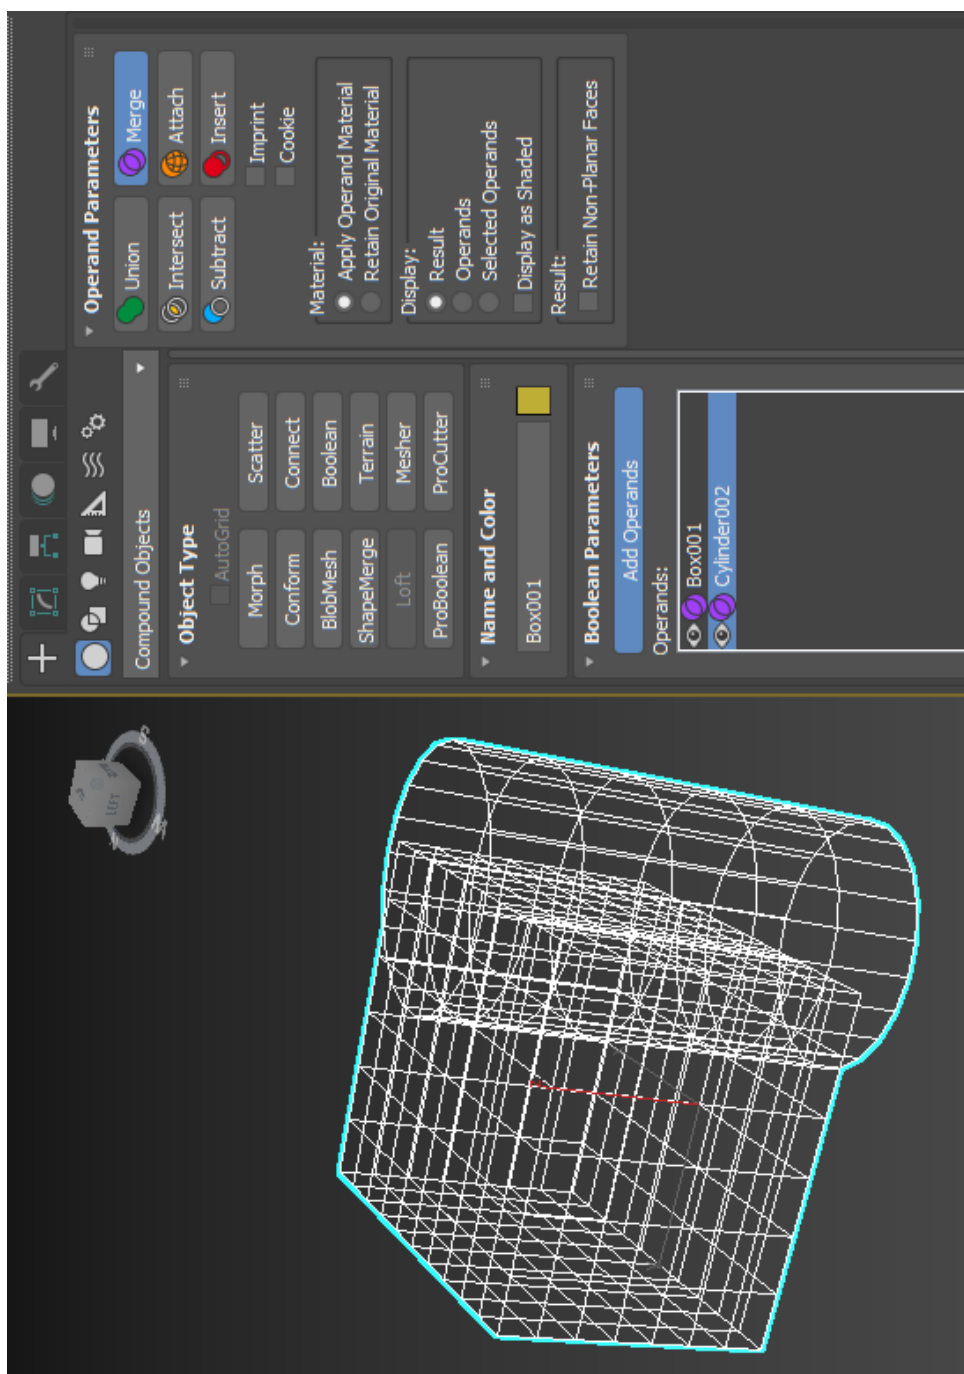 Compound Objects
Object Type
AutoGrid
Morph Scatter
Conform Connect
BlobMesh Boolean
ShapeMerge Terrain
Loft Mesher
ProBoolean ProCutter
Name and Color
Box001
Boolean Parameters
Add Operands
Operands:
Box001
Cylinder002
Operand Parameters
Union Merge
Intersect Attach
Subtract Insert
Imprint
Cookie
Material:
Apply Operand Material
Retain Original Material
Display:
Result
Operands
Selected Operands
Display as Shaded
Result:
Retain Non-Planar Faces
LEFT
S